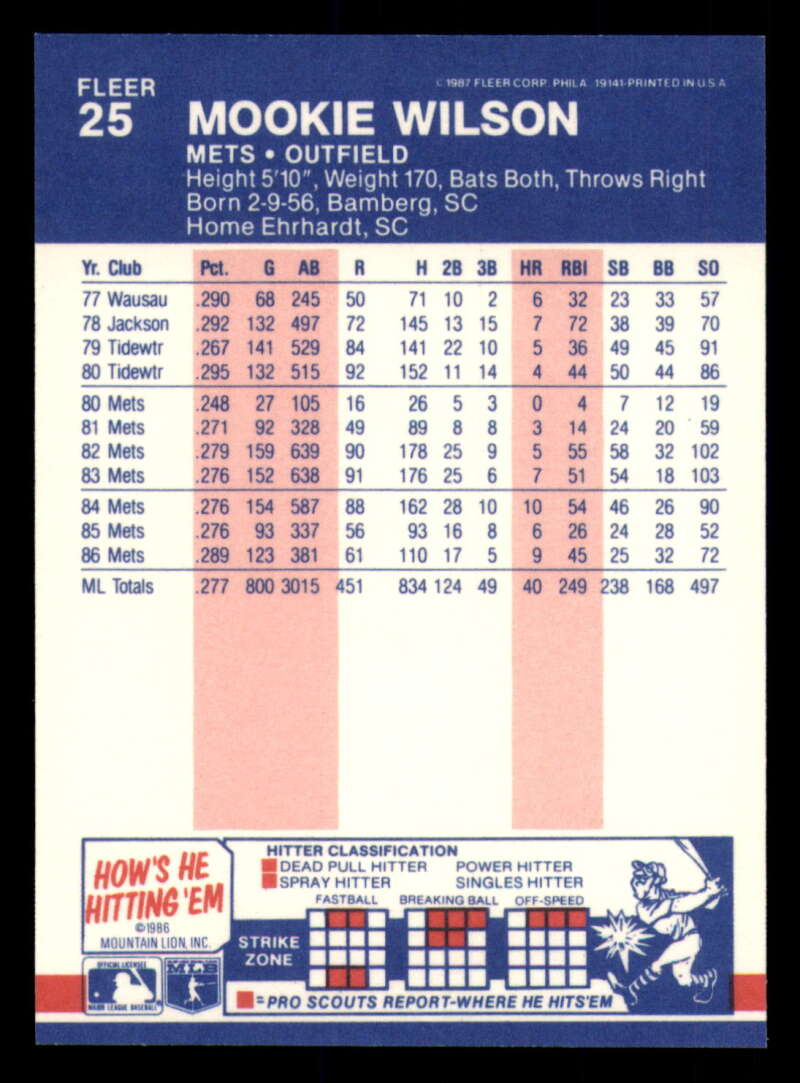 FLEER
© 1987 FLEER CORP. PHILA. 19141-PRINTED IN U.S.A.
25 MOOKIE WILSON
METS • OUTFIELD
Height 5'10", Weight 170, Bats Both, Throws Right
Born 2-9-56, Bamberg, SC
Home Ehrhardt, SC
Yr. Club Pct. G AB R H 2B 3B HR RBI SB BB SO
77 Wausau .290 68 245 50 71 10 2 6 32 23 33 57
78 Jackson .292 132 497 72 145 13 15 7 72 38 39 70
79 Tidewtr .267 141 529 84 141 22 10 5 36 49 45 91
80 Tidewtr .295 132 515 92 152 11 14 4 44 50 44 86
80 Mets .248 27 105 16 26 5 3 0 4 7 12 19
81 Mets .271 92 328 49 89 8 8 3 14 24 20 59
82 Mets .279 159 639 90 178 25 9 5 55 58 32 102
83 Mets .276 152 638 91 176 25 6 7 51 54 18 103
84 Mets .276 154 587 88 162 28 10 10 54 46 26 90
85 Mets .276 93 337 56 93 16 8 6 26 24 28 52
86 Mets .289 123 381 61 110 17 5 9 45 25 32 72
ML Totals .277 800 3015 451 834 124 49 40 249 238 168 497
HOW'S HE
HITTING 'EM
©1986
MOUNTAIN LION, INC.
OFFICIAL LICENSEE
MAJOR LEAGUE BASEBALL
HITTER CLASSIFICATION
DEAD PULL HITTER POWER HITTER
SPRAY HITTER SINGLES HITTER
FASTBALL BREAKING BALL OFF-SPEED
STRIKE
ZONE
=PRO SCOUTS REPORT-WHERE HE HITS'EM